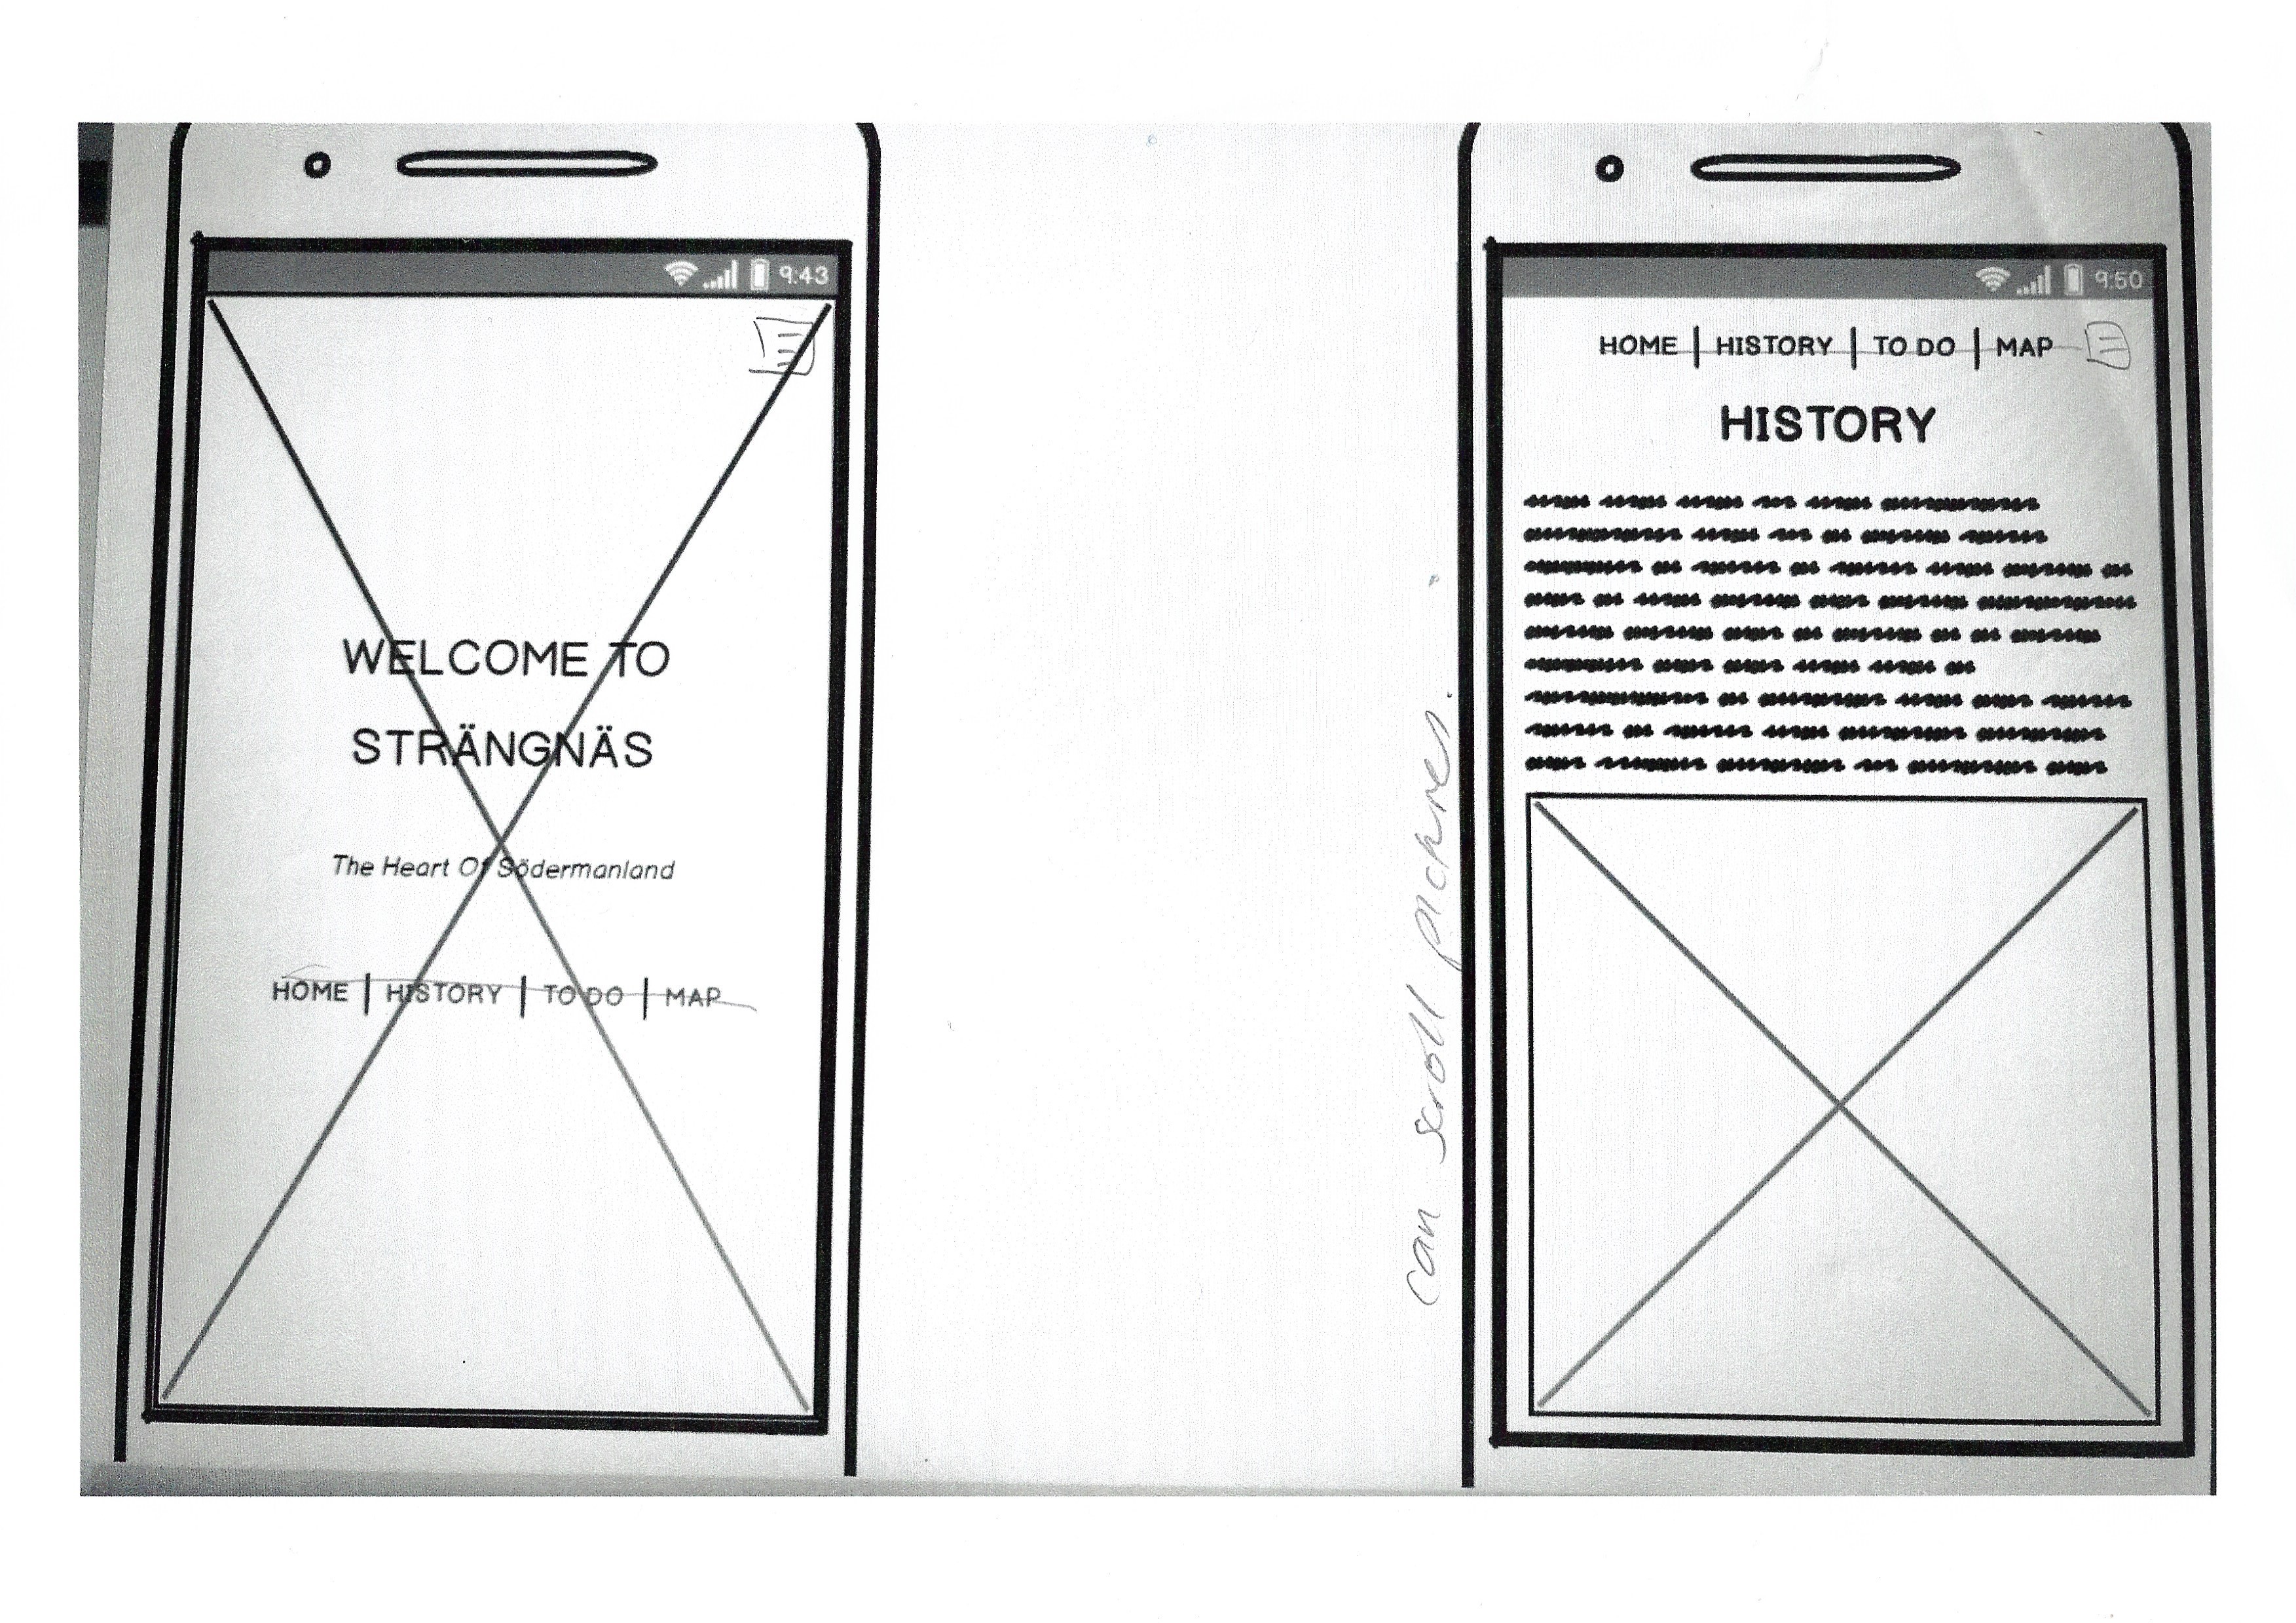 9:43
WELCOME TO
STRÄNGNÄS
The Heart Of Södermanland
HOME | HISTORY | TO DO | MAP
can scroll pictures.
9:50
HOME | HISTORY | TO DO | MAP
HISTORY